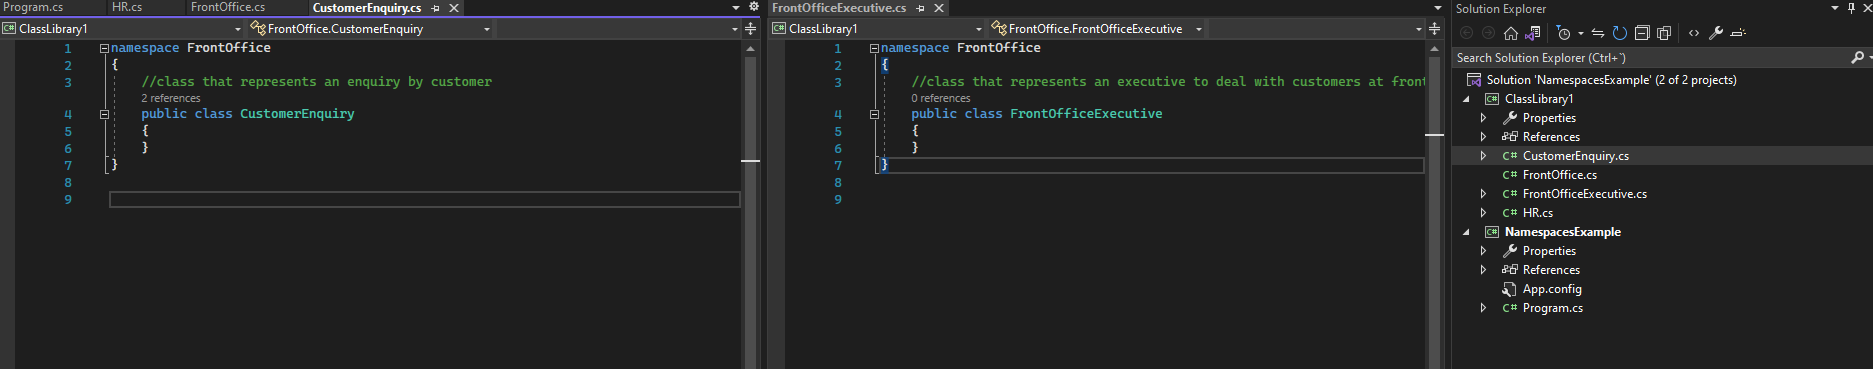 Program.cs HR.cs FrontOffice.cs CustomerEnquiry.cs
ClassLibrary1 FrontOffice.CustomerEnquiry
1 namespace FrontOffice
2 {
3 //class that represents an enquiry by customer
2 references
4 public class CustomerEnquiry
5 {
6 }
7 }
8
9
FrontOfficeExecutive.cs
ClassLibrary1 FrontOffice.FrontOfficeExecutive
1 namespace FrontOffice
2 {
3 //class that represents an executive to deal with customers at front
0 references
4 public class FrontOfficeExecutive
5 {
6 }
7 }
8
9
Solution Explorer
Search Solution Explorer (Ctrl+¨)
Solution 'NamespacesExample' (2 of 2 projects)
C# ClassLibrary1
Properties
References
C# CustomerEnquiry.cs
C# FrontOffice.cs
C# FrontOfficeExecutive.cs
C# HR.cs
C# NamespacesExample
Properties
References
App.config
C# Program.cs